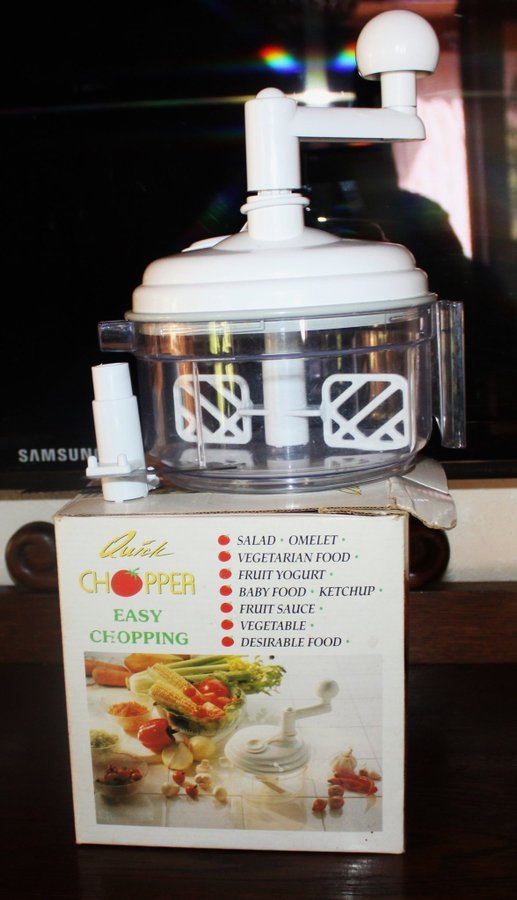 SAMSUNG
Quick
CHOPPER
EASY
CHOPPING
SALAD • OMELET •
VEGETARIAN FOOD •
FRUIT YOGURT •
BABY FOOD • KETCHUP •
FRUIT SAUCE •
VEGETABLE •
DESIRABLE FOOD •